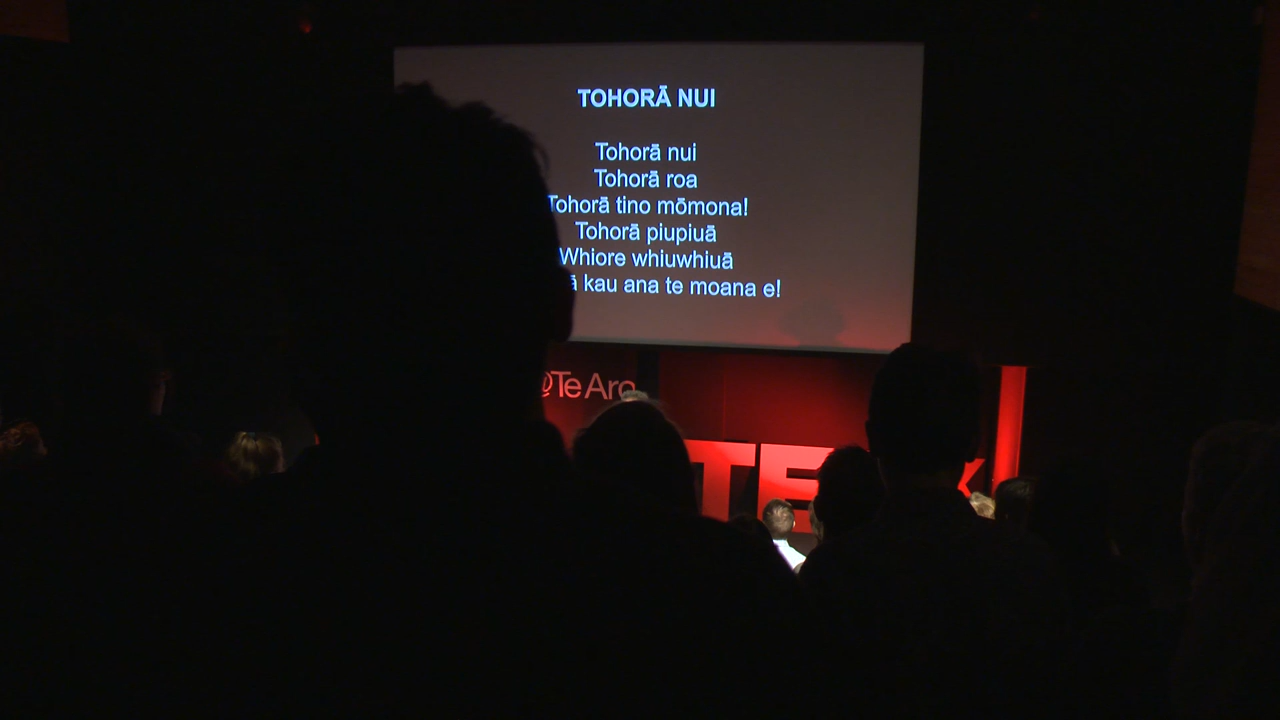 TOHORĀ NUI
Tohorā nui
Tohorā roa
Tohorā tino mōmona!
Tohorā piupiuā
Whiore whiuwhiuā
kau ana te moana e!
@Te Aro
TE x